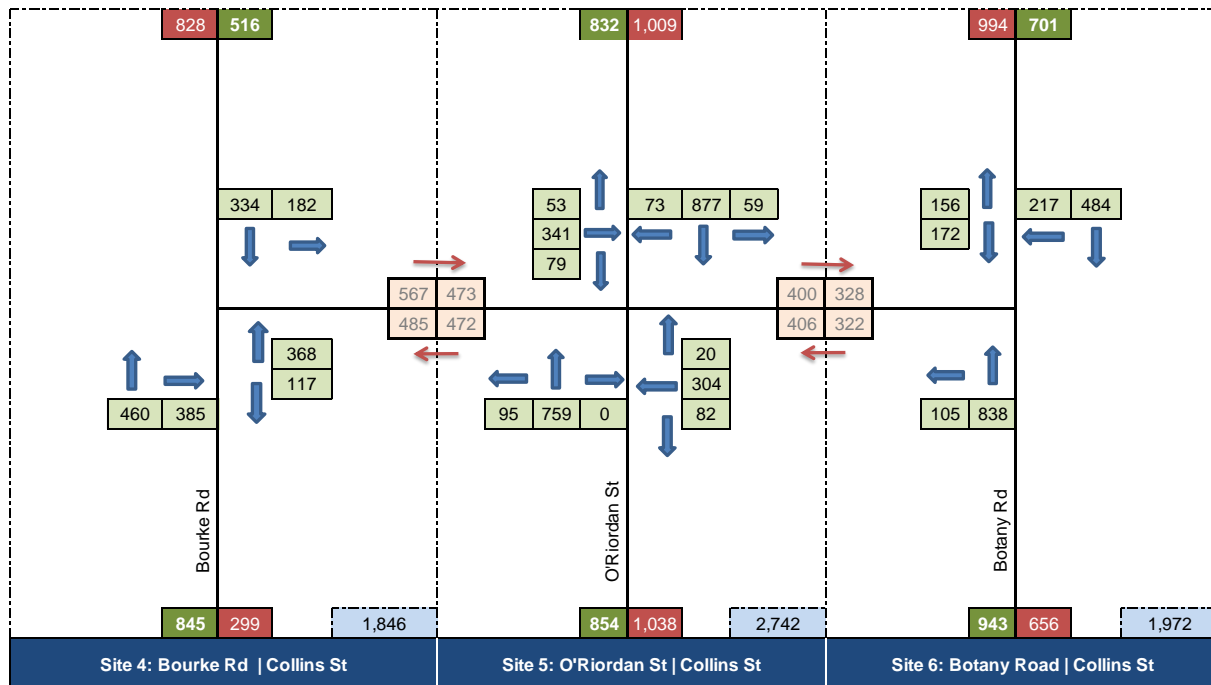 828 516 832 1,009 994 701
334 182 53 73 877 59 156 217 484
341 172
79
567 473 400 328
485 472 406 322
368 20
117 304
460 385 95 759 0 82 105 838
Bourke Rd O'Riordan St Botany Rd
845 299 1,846 854 1,038 2,742 943 656 1,972
Site 4: Bourke Rd | Collins St Site 5: O'Riordan St | Collins St Site 6: Botany Road | Collins St